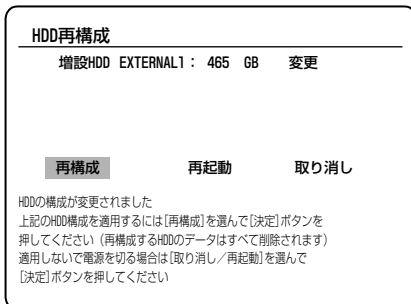 HDD再構成
増設HDD EXTERNAL1： 465 GB 変更
再構成 再起動 取り消し
HDDの構成が変更されました
上記のHDD構成を適用するには[再構成]を選んで[決定]ボタンを
押してください（再構成するHDDのデータはすべて削除されます）
適用しないで電源を切る場合は[取り消し／再起動]を選んで
[決定]ボタンを押してください